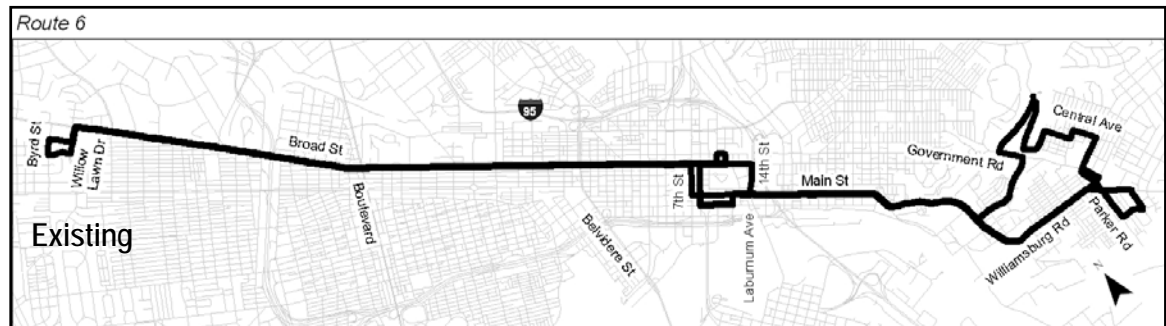 Route 6
Byrd St
Willow
Lawn Dr
Broad St
Boulevard
Existing
95
Belvidere St
7th St
14th St
Laburnum Ave
Main St
Government Rd
Central Ave
Williamsburg Rd
Parker Rd
N